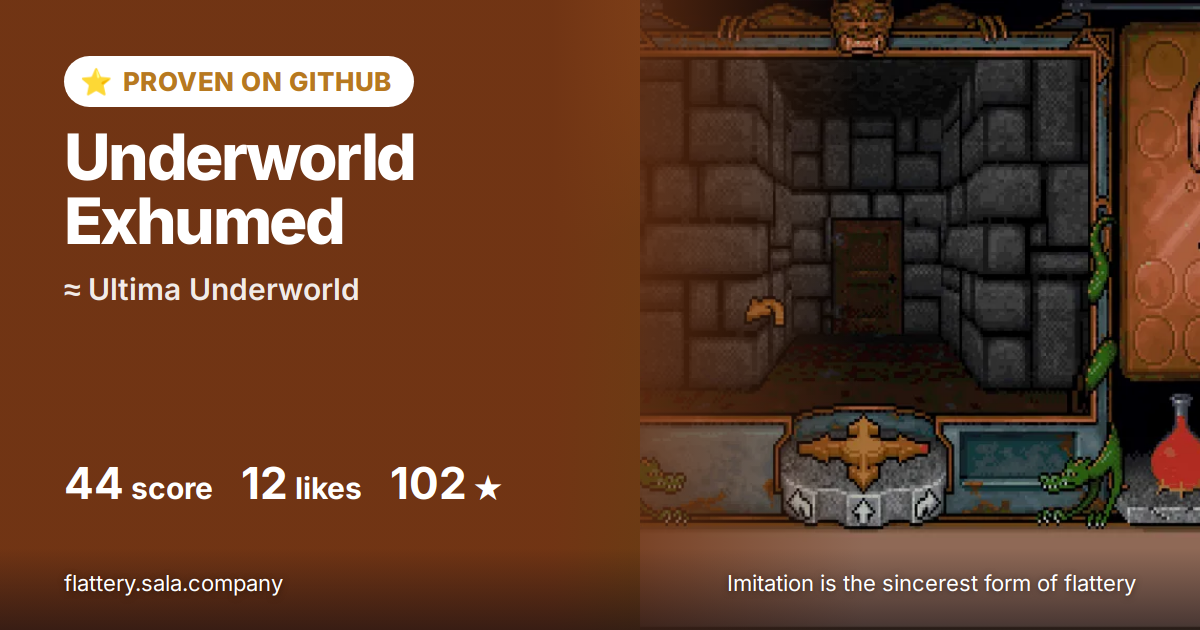 ⭐ PROVEN ON GITHUB
Underworld
Exhumed
≈ Ultima Underworld
44 score 12 likes 102 ★
flattery.sala.company
Imitation is the sincerest form of flattery